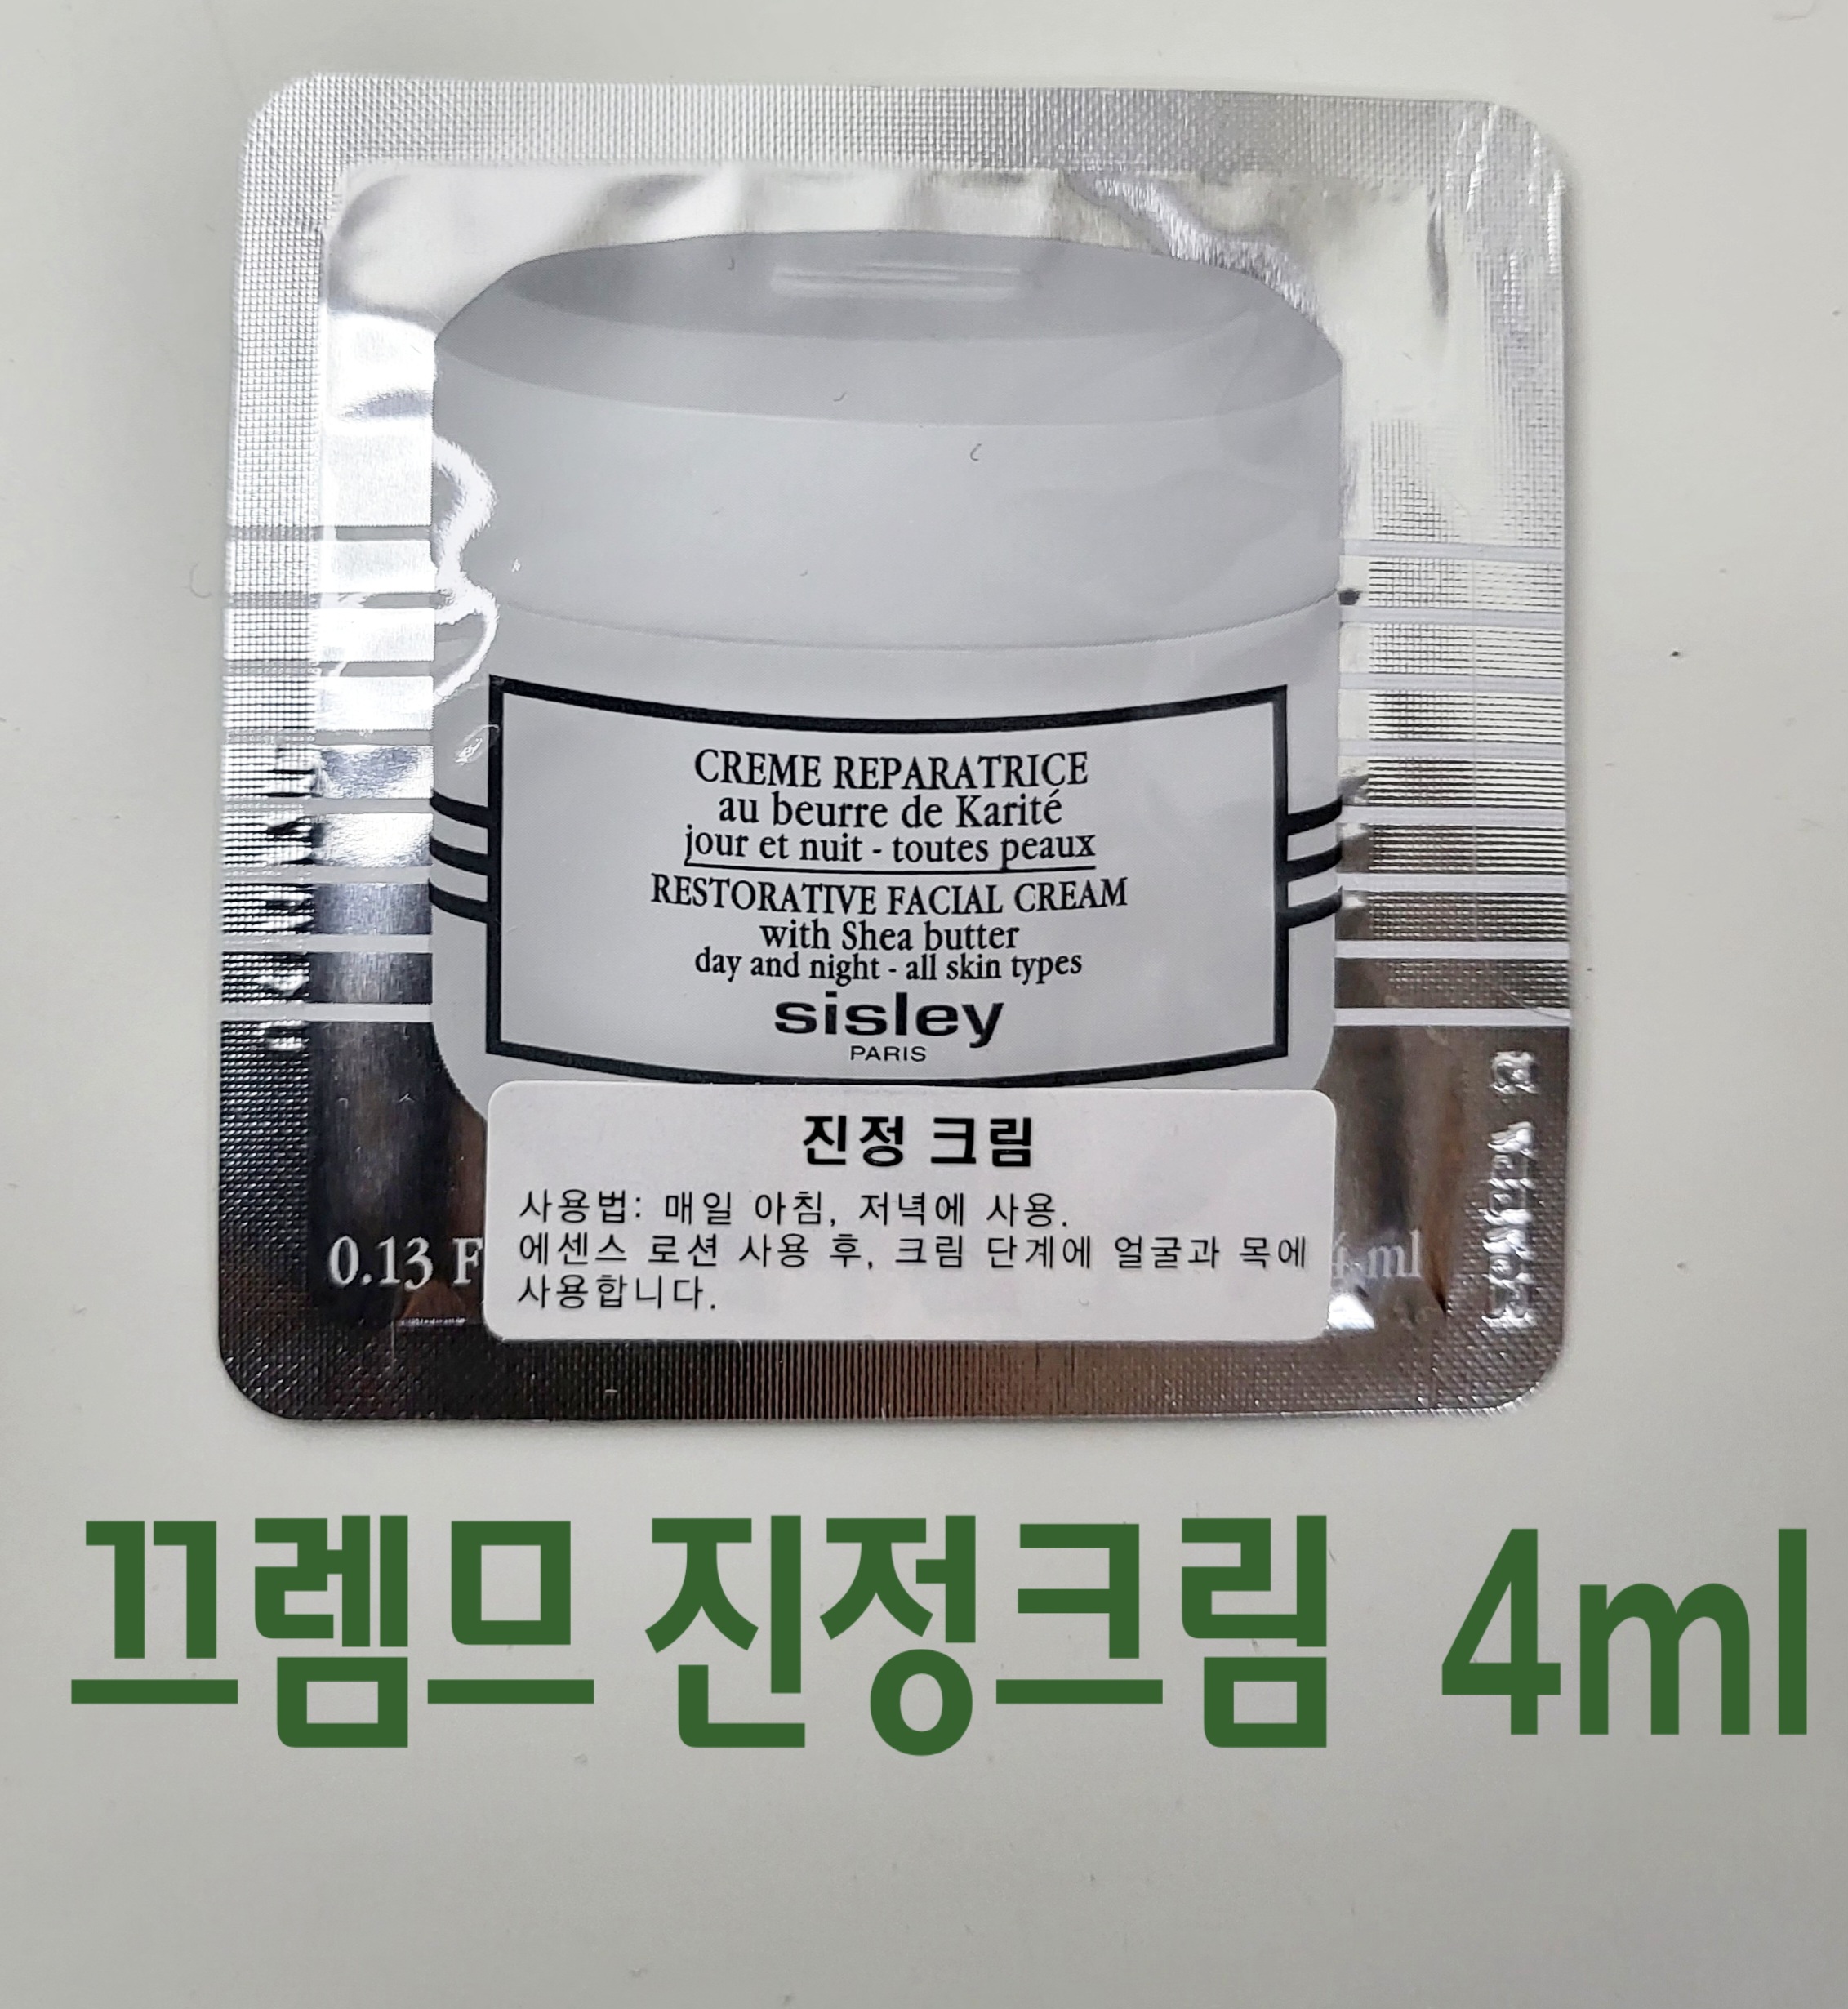 CREME REPARATRICE
au beurre de Karité
jour et nuit - toutes peaux
RESTORATIVE FACIAL CREAM
with Shea butter
day and night - all skin types
sisley
PARIS
진정 크림
사용법: 매일 아침, 저녁에 사용.
에센스 로션 사용 후, 크림 단계에 얼굴과 목에
사용합니다.
0.13 F
4 ml
끄렘므 진정크림 4ml